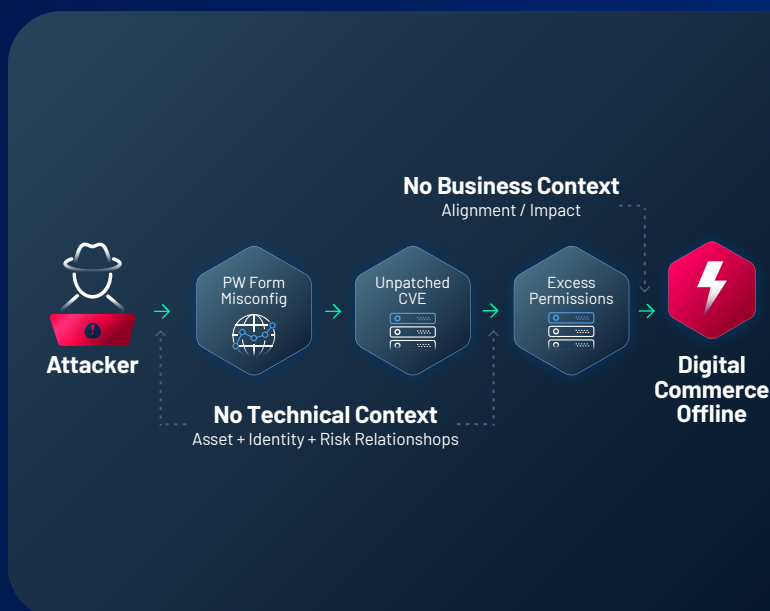 No Business Context
Alignment / Impact
PW Form
Misconfig
Unpatched
CVE
Excess
Permissions
Attacker
Digital
Commerce
Offline
No Technical Context
Asset + Identity + Risk Relationshops